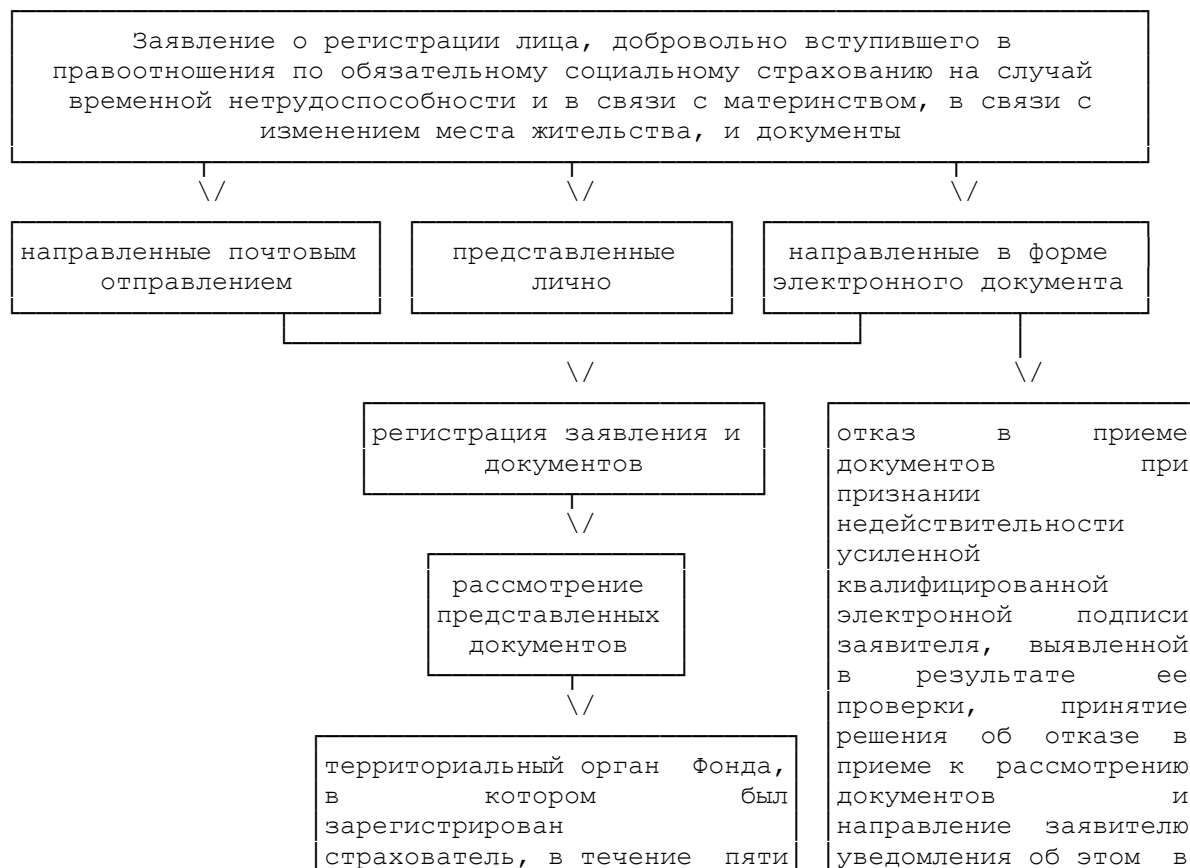 Заявление о регистрации лица, добровольно вступившего в
правоотношения по обязательному социальному страхованию на случай
временной нетрудоспособности и в связи с материнством, в связи с
изменением места жительства, и документы
направленные почтовым
отправлением
представленные
лично
направленные в форме
электронного документа
регистрация заявления и
документов
рассмотрение
представленных
документов
территориальный орган Фонда,
в котором был
зарегистрирован
страхователь, в течение пяти
отказ в приеме
документов при
признании
недействительности
усиленной
квалифицированной
электронной подписи
заявителя, выявленной
в результате ее
проверки, принятие
решения об отказе в
приеме к рассмотрению
документов и
направление заявителю
уведомления об этом в